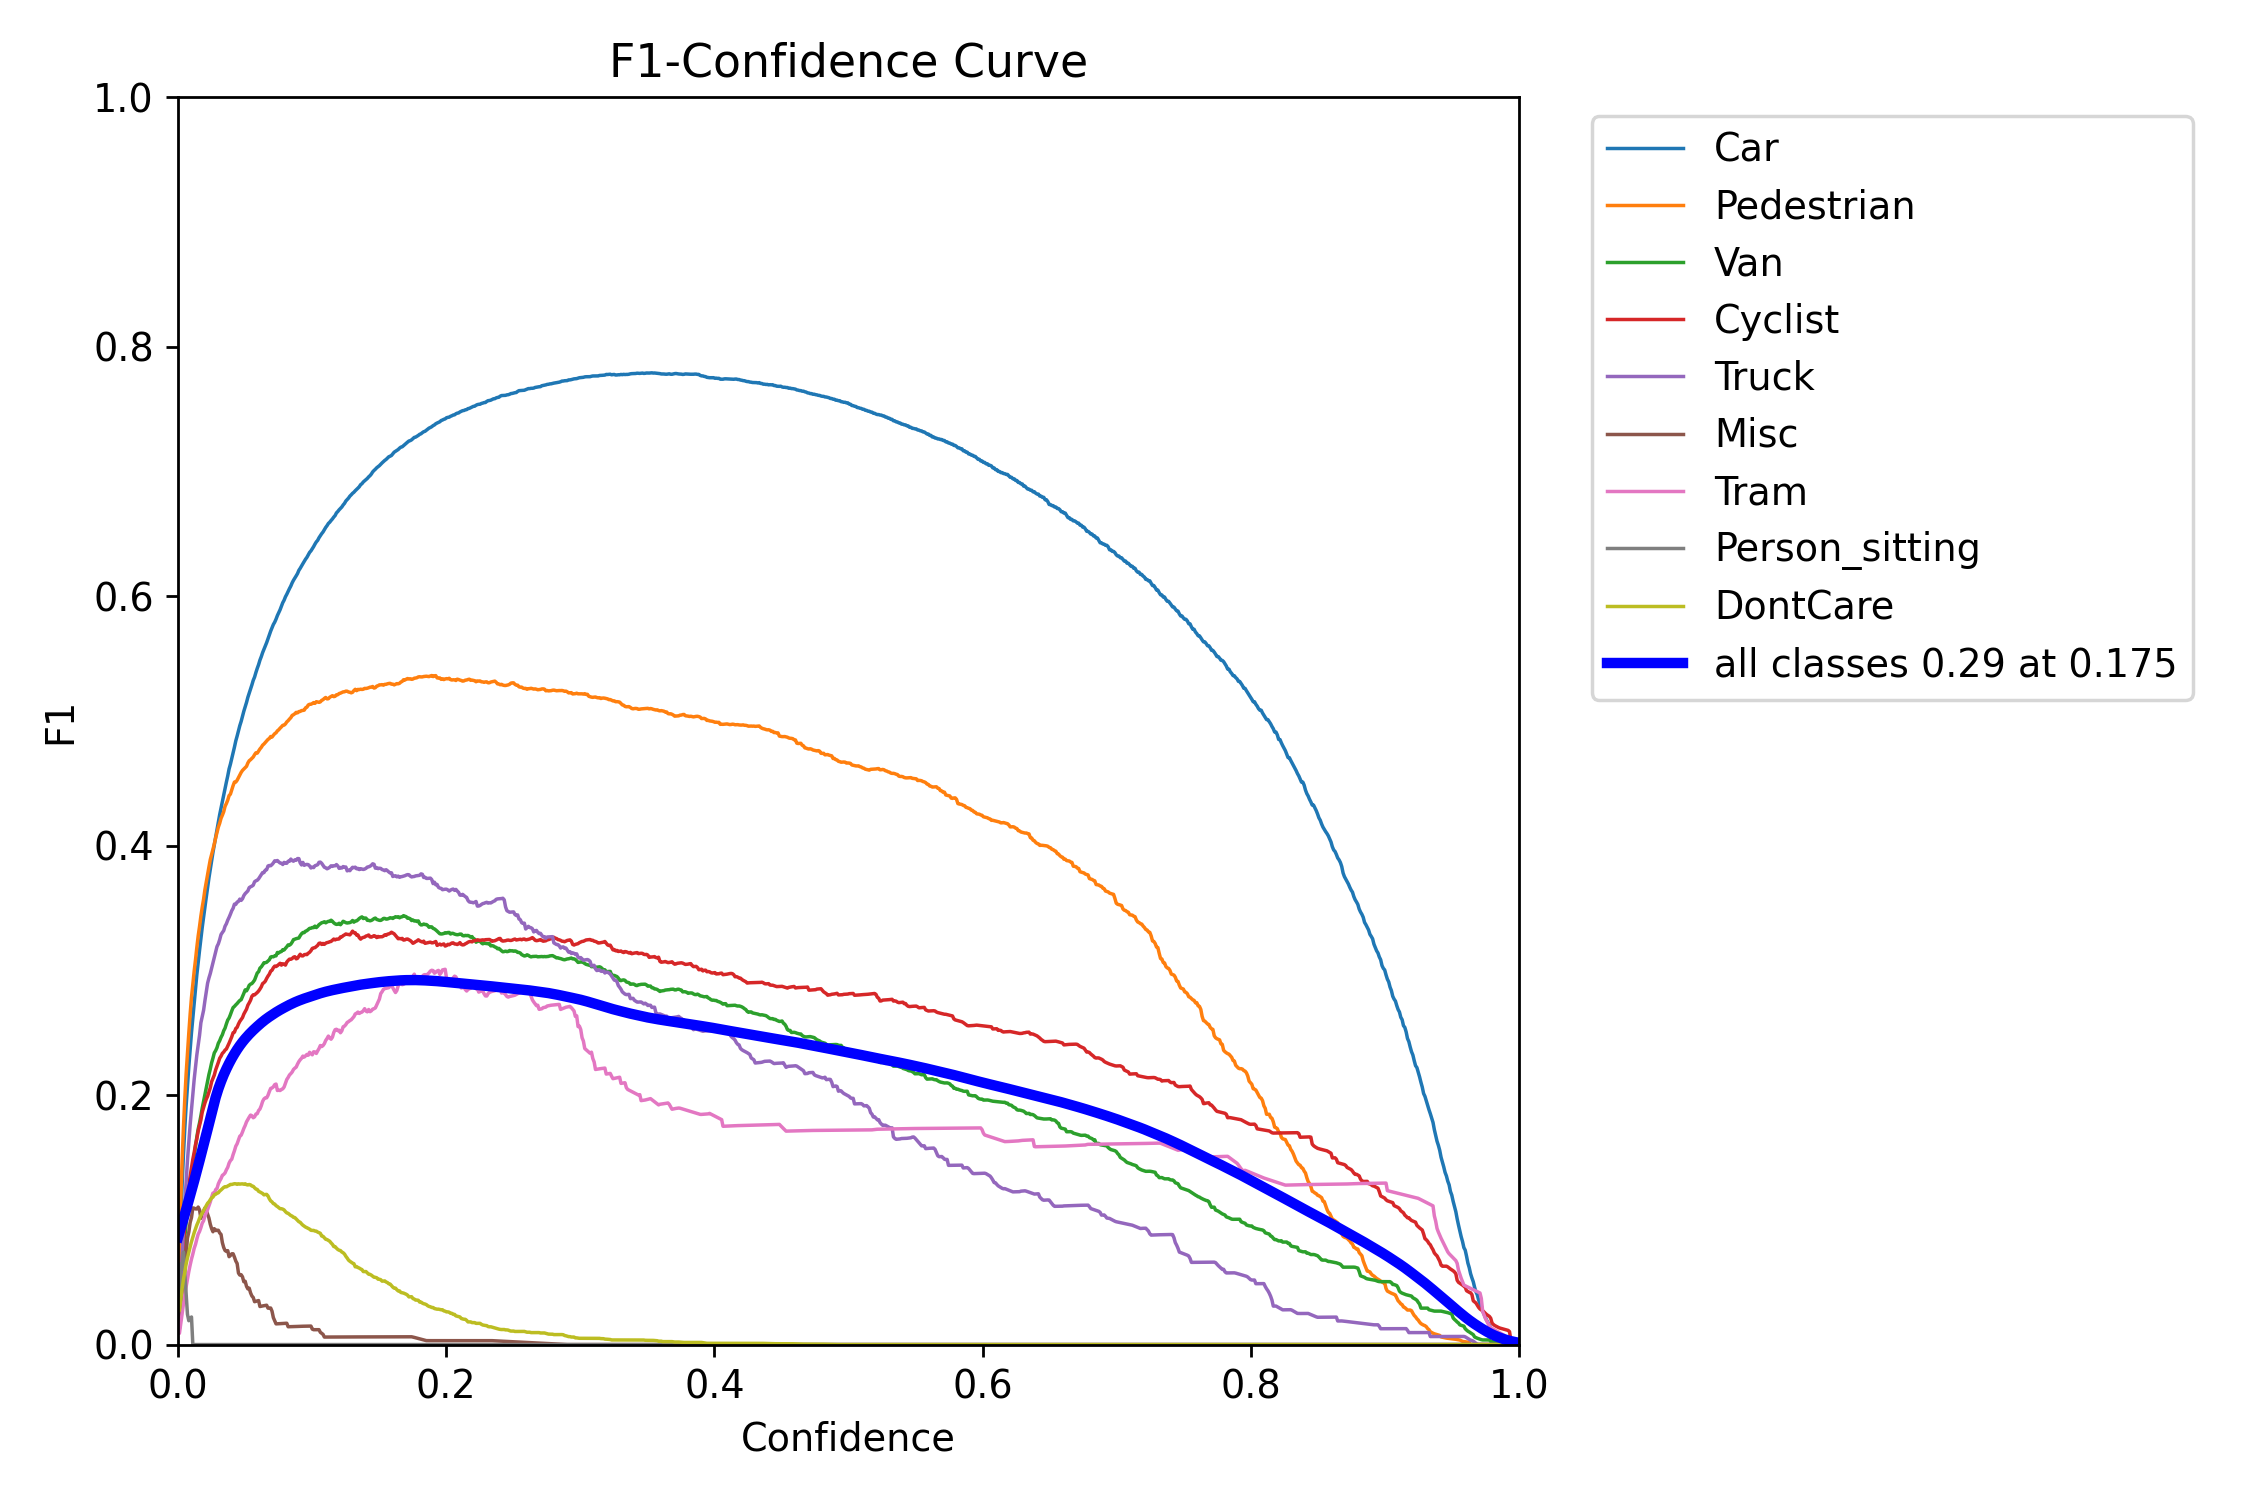 F1-Confidence Curve
1.0
0.8
0.6
0.4
0.2
0.0
F1
0.0 0.2 0.4 0.6 0.8 1.0
Confidence
Car
Pedestrian
Van
Cyclist
Truck
Misc
Tram
Person_sitting
DontCare
all classes 0.29 at 0.175